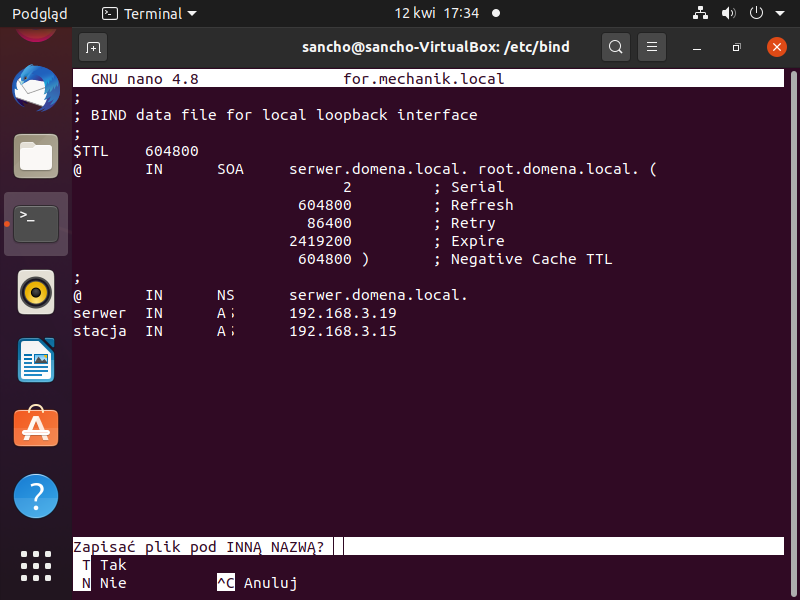 Podgląd Terminal 12 kwi 17:34
sancho@sancho-VirtualBox: /etc/bind
GNU nano 4.8 for.mechanik.local
;
; BIND data file for local loopback interface
;
$TTL 604800
@ IN SOA serwer.domena.local. root.domena.local. (
2 ; Serial
604800 ; Refresh
86400 ; Retry
2419200 ; Expire
604800 ) ; Negative Cache TTL
;
@ IN NS serwer.domena.local.
serwer IN A 192.168.3.19
stacja IN A 192.168.3.15
Zapisać plik pod INNĄ NAZWĄ?
T Tak
N Nie ^C Anuluj